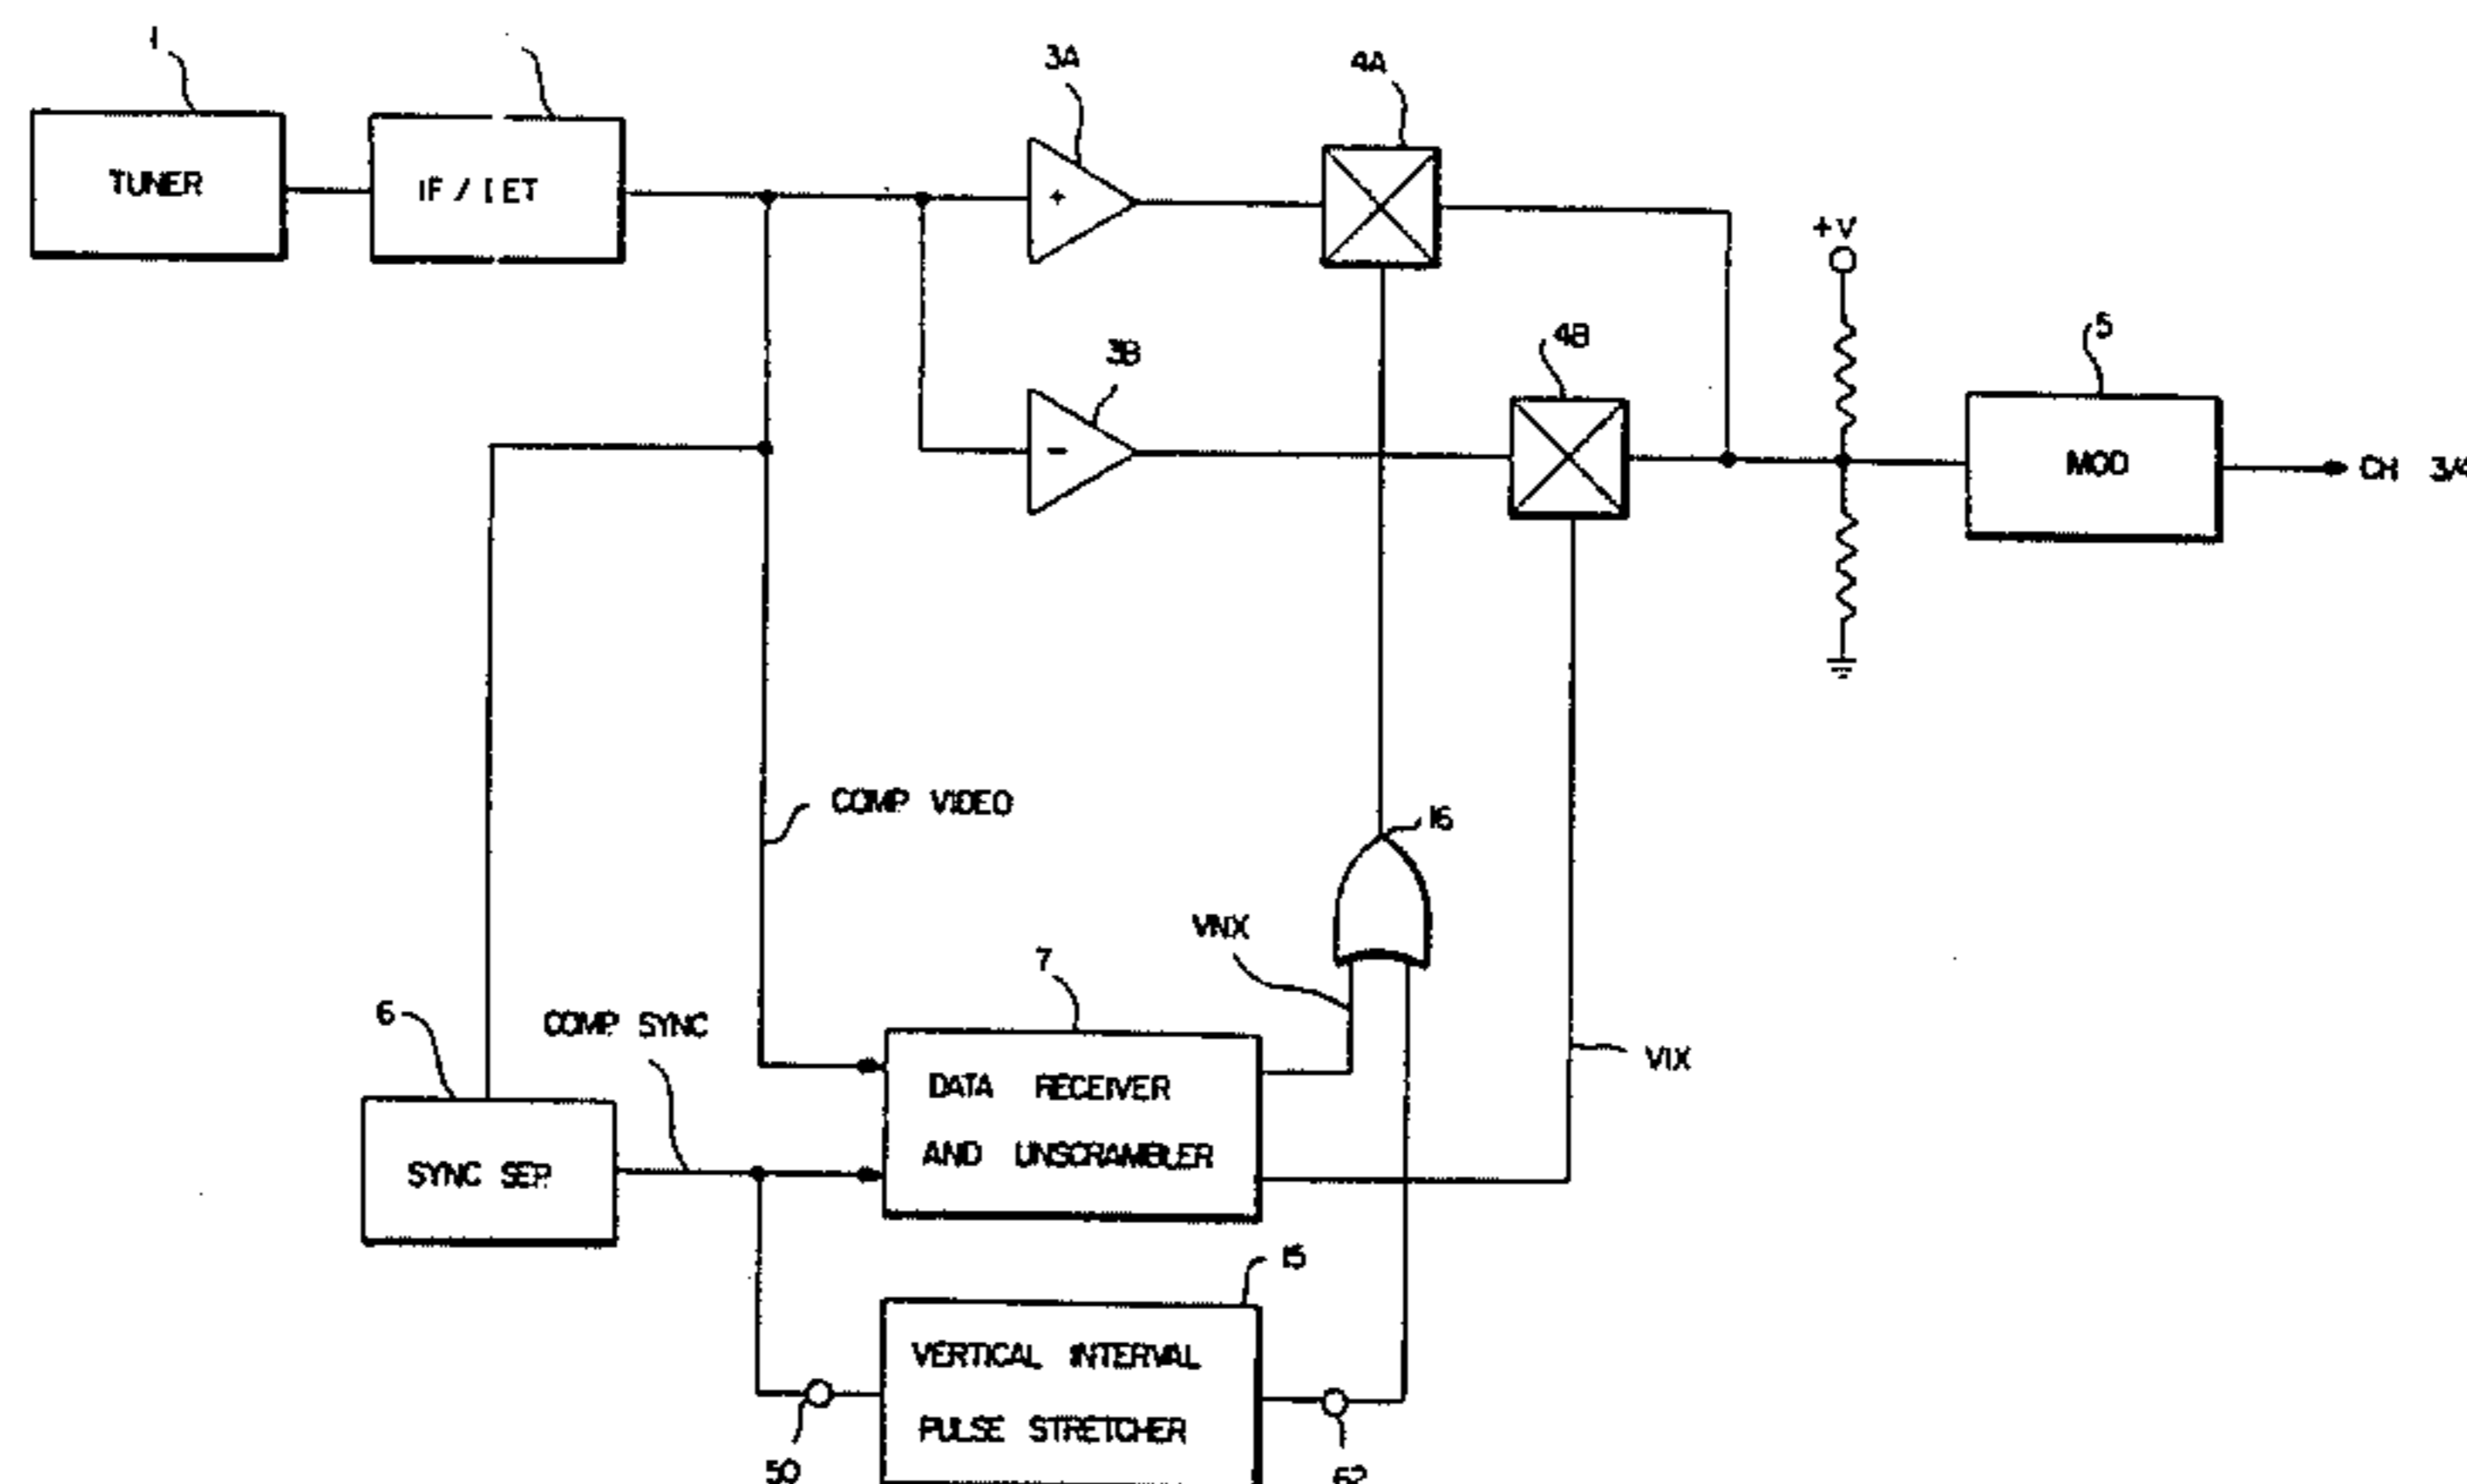 1
3A
4A
TUNER
IF /
+
+V
3B
4B
5
-
MOD
CH 3/4
COMP VIDEO
16
VNX
7
6
COMP SYNC
VIX
DATA RECEIVER
AND UNSCRAMBLER
SYNC SEP
15
VERTICAL INTERVAL
PULSE STRETCHER
50
62